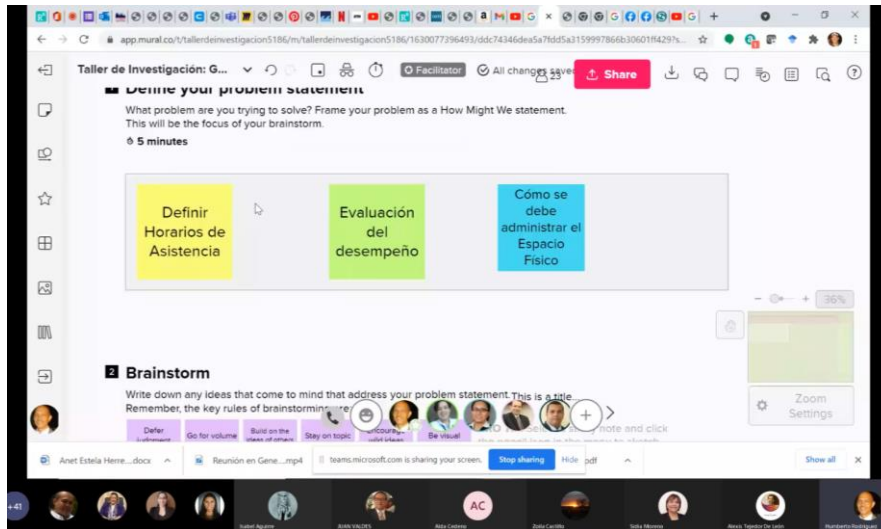 app.mural.co/t/tallerdeinvestigacion5186/m/tallerdeinvestigacion5186/1630077396493/ddc74346dea5a7fdd5a3159997866b30601ff429?s...
Taller de Investigación: G...
Facilitator
All changes saved
23
Share
1 Define your problem statement
What problem are you trying to solve? Frame your problem as a How Might We statement.
This will be the focus of your brainstorm.
5 minutes
Definir
Horarios de
Asistencia
Evaluación
del
desempeño
Cómo se
debe
administrar el
Espacio
Físico
36%
2 Brainstorm
Write down any ideas that come to mind that address your problem statement.
This is a title
Remember, the key rules of brainstorming are:
Zoom
Settings
Defer
judgment
Go for volume
Build on the
ideas of others
Stay on topic
Encourage
wild ideas
Be visual
note and click
Anet Estela Herre....docx
Reunión en Gene....mp4
teams.microsoft.com is sharing your screen.
Stop sharing
Hide
pdf
Show all
+41
AC
Isabel Aguirre
JUAN VALDES
Zoila Castillo
Alexis Tejedor De León
Humberto Rodriguez